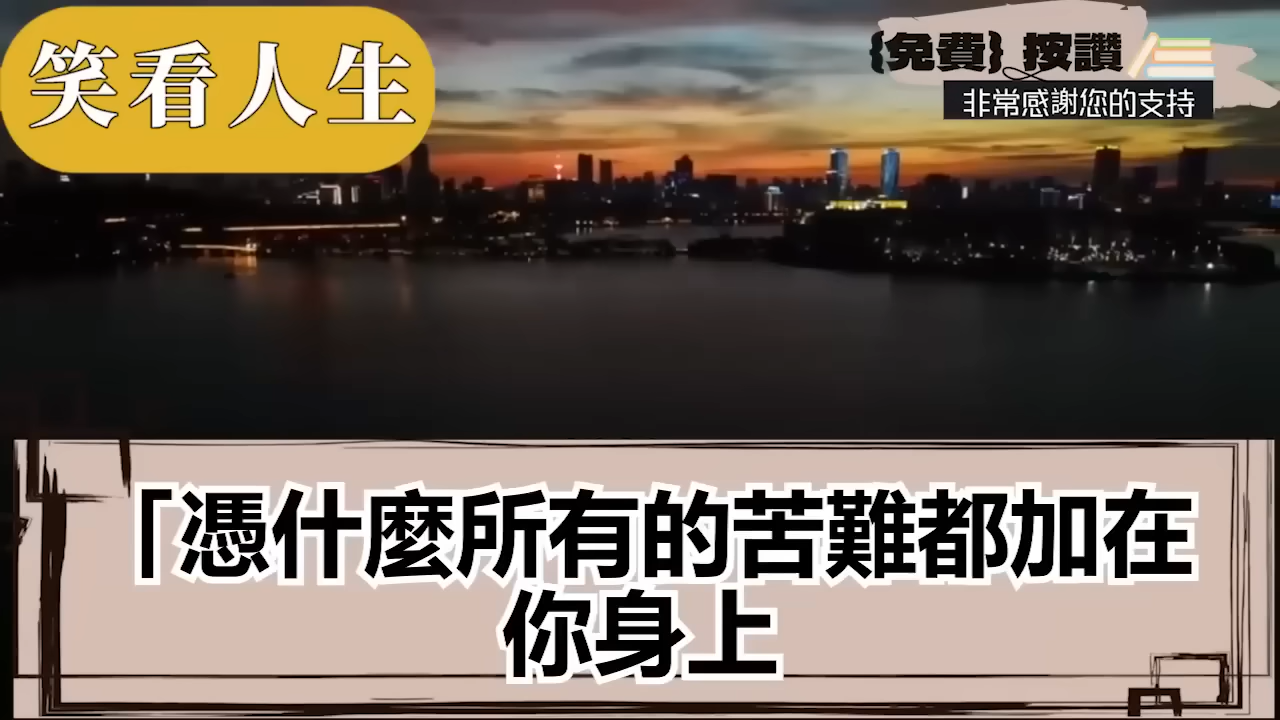 笑看人生
{免費} 按讚
非常感謝您的支持
「憑什麼所有的苦難都加在
你身上